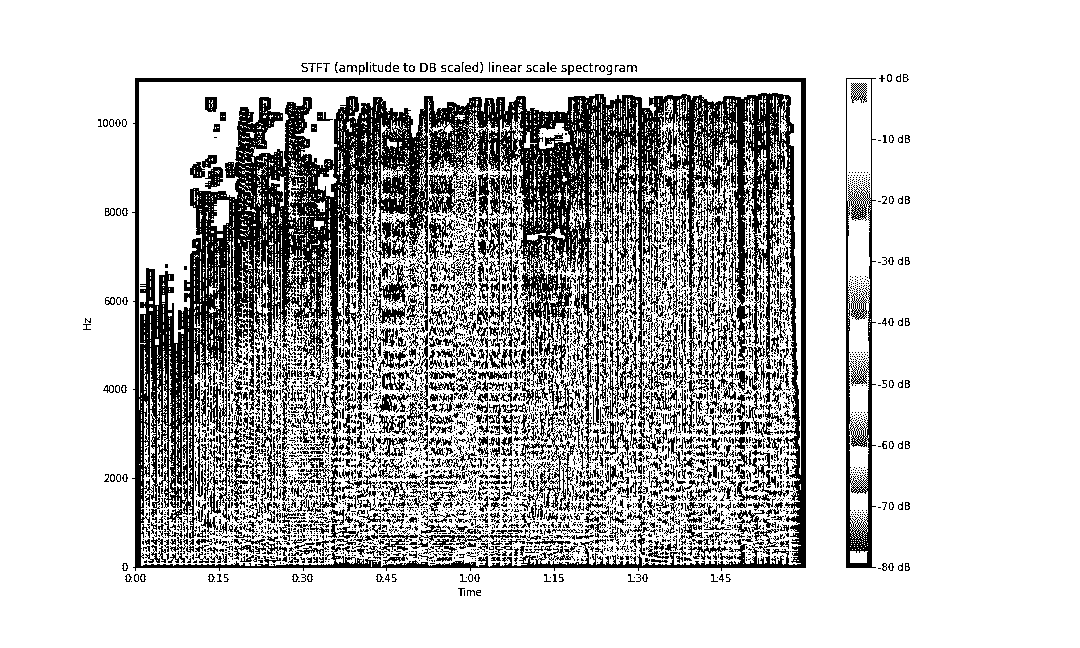 STFT (amplitude to DB scaled) linear scale spectrogram
Hz
10000
8000
6000
4000
2000
0
0:00 0:15 0:30 0:45 1:00 1:15 1:30 1:45
Time
+0 dB
-10 dB
-20 dB
-30 dB
-40 dB
-50 dB
-60 dB
-70 dB
-80 dB